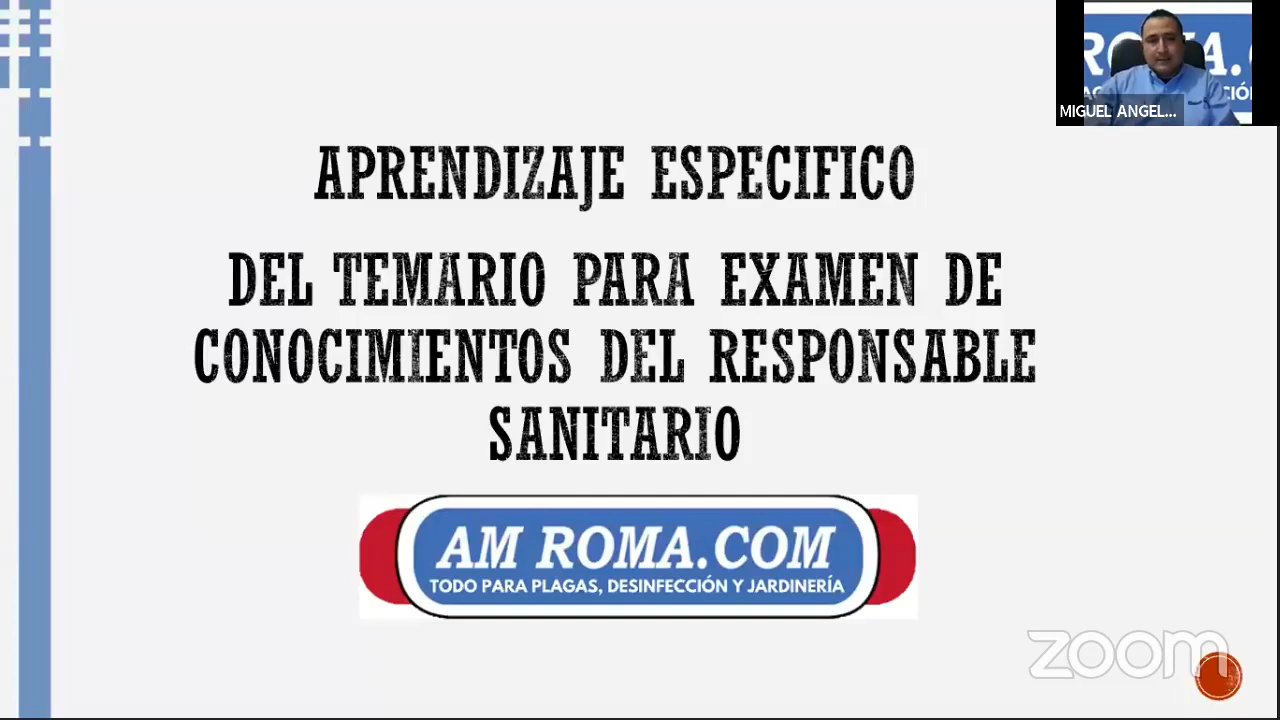 APRENDIZAJE ESPECIFICO
DEL TEMARIO PARA EXAMEN DE
CONOCIMIENTOS DEL RESPONSABLE
SANITARIO
AM ROMA.COM
TODO PARA PLAGAS, DESINFECCIÓN Y JARDINERÍA
MIGUEL ANGEL...
zoom